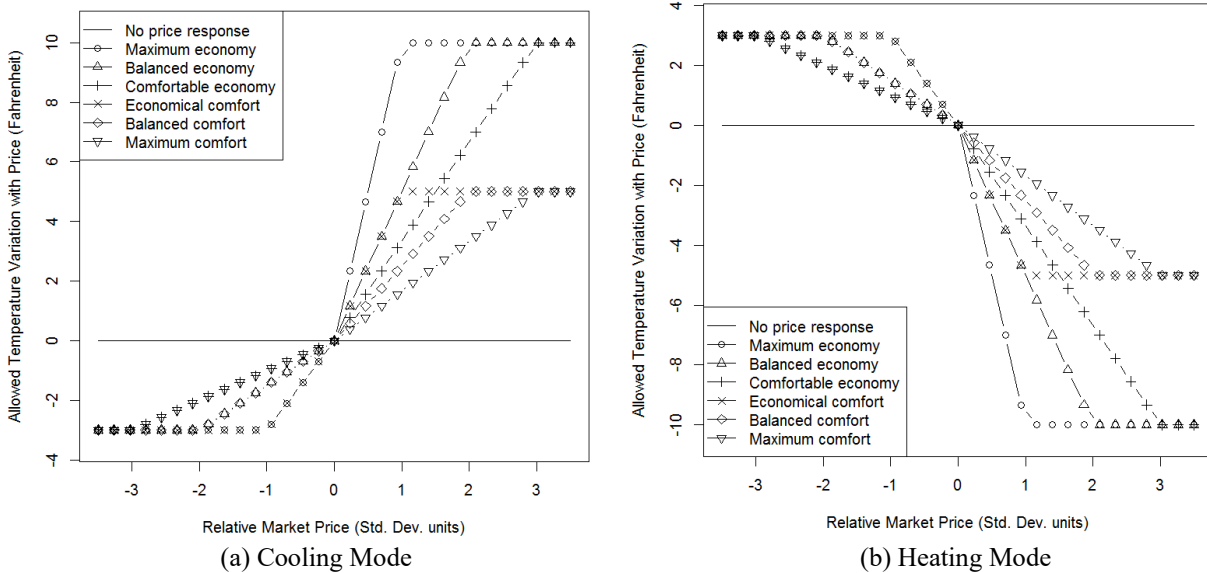 Allowed Temperature Variation with Price (Fahrenheit)
10
8
6
4
2
0
-2
-4
No price response
Maximum economy
Balanced economy
Comfortable economy
Economical comfort
Balanced comfort
Maximum comfort
-3 -2 -1 0 1 2 3
Relative Market Price (Std. Dev. units)
(a) Cooling Mode
Allowed Temperature Variation with Price (Fahrenheit)
4
2
0
-2
-4
-6
-8
-10
No price response
Maximum economy
Balanced economy
Comfortable economy
Economical comfort
Balanced comfort
Maximum comfort
-3 -2 -1 0 1 2 3
Relative Market Price (Std. Dev. units)
(b) Heating Mode